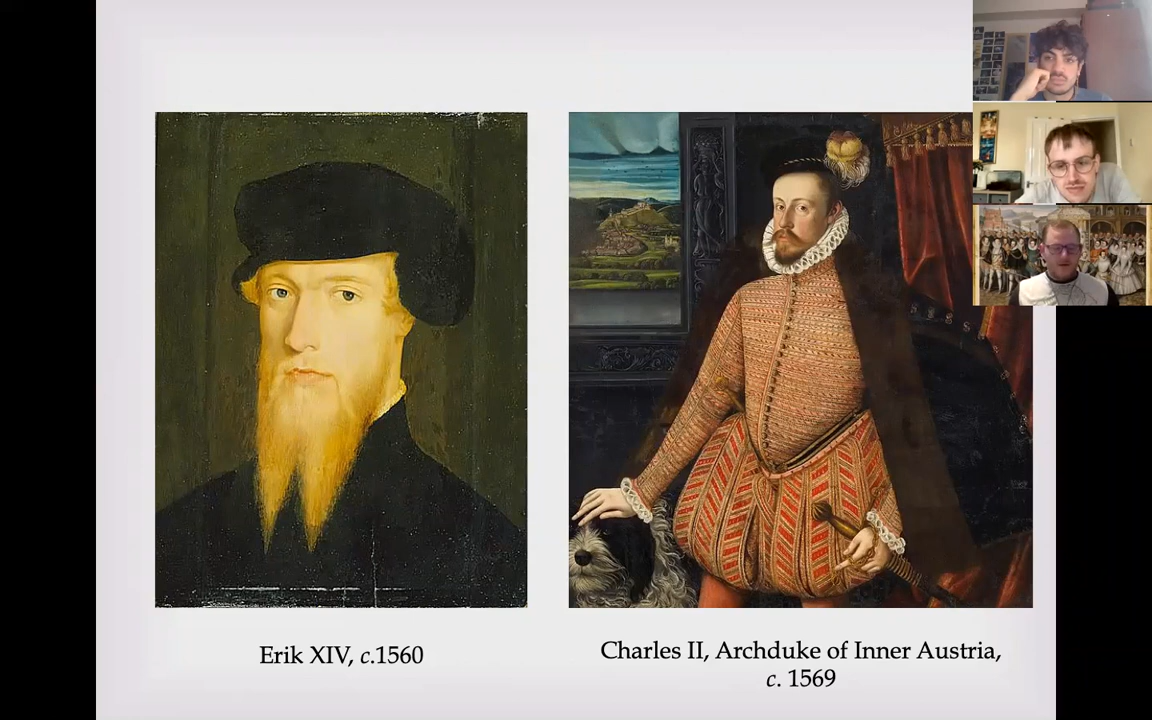 Erik XIV, c.1560
Charles II, Archduke of Inner Austria,
c. 1569